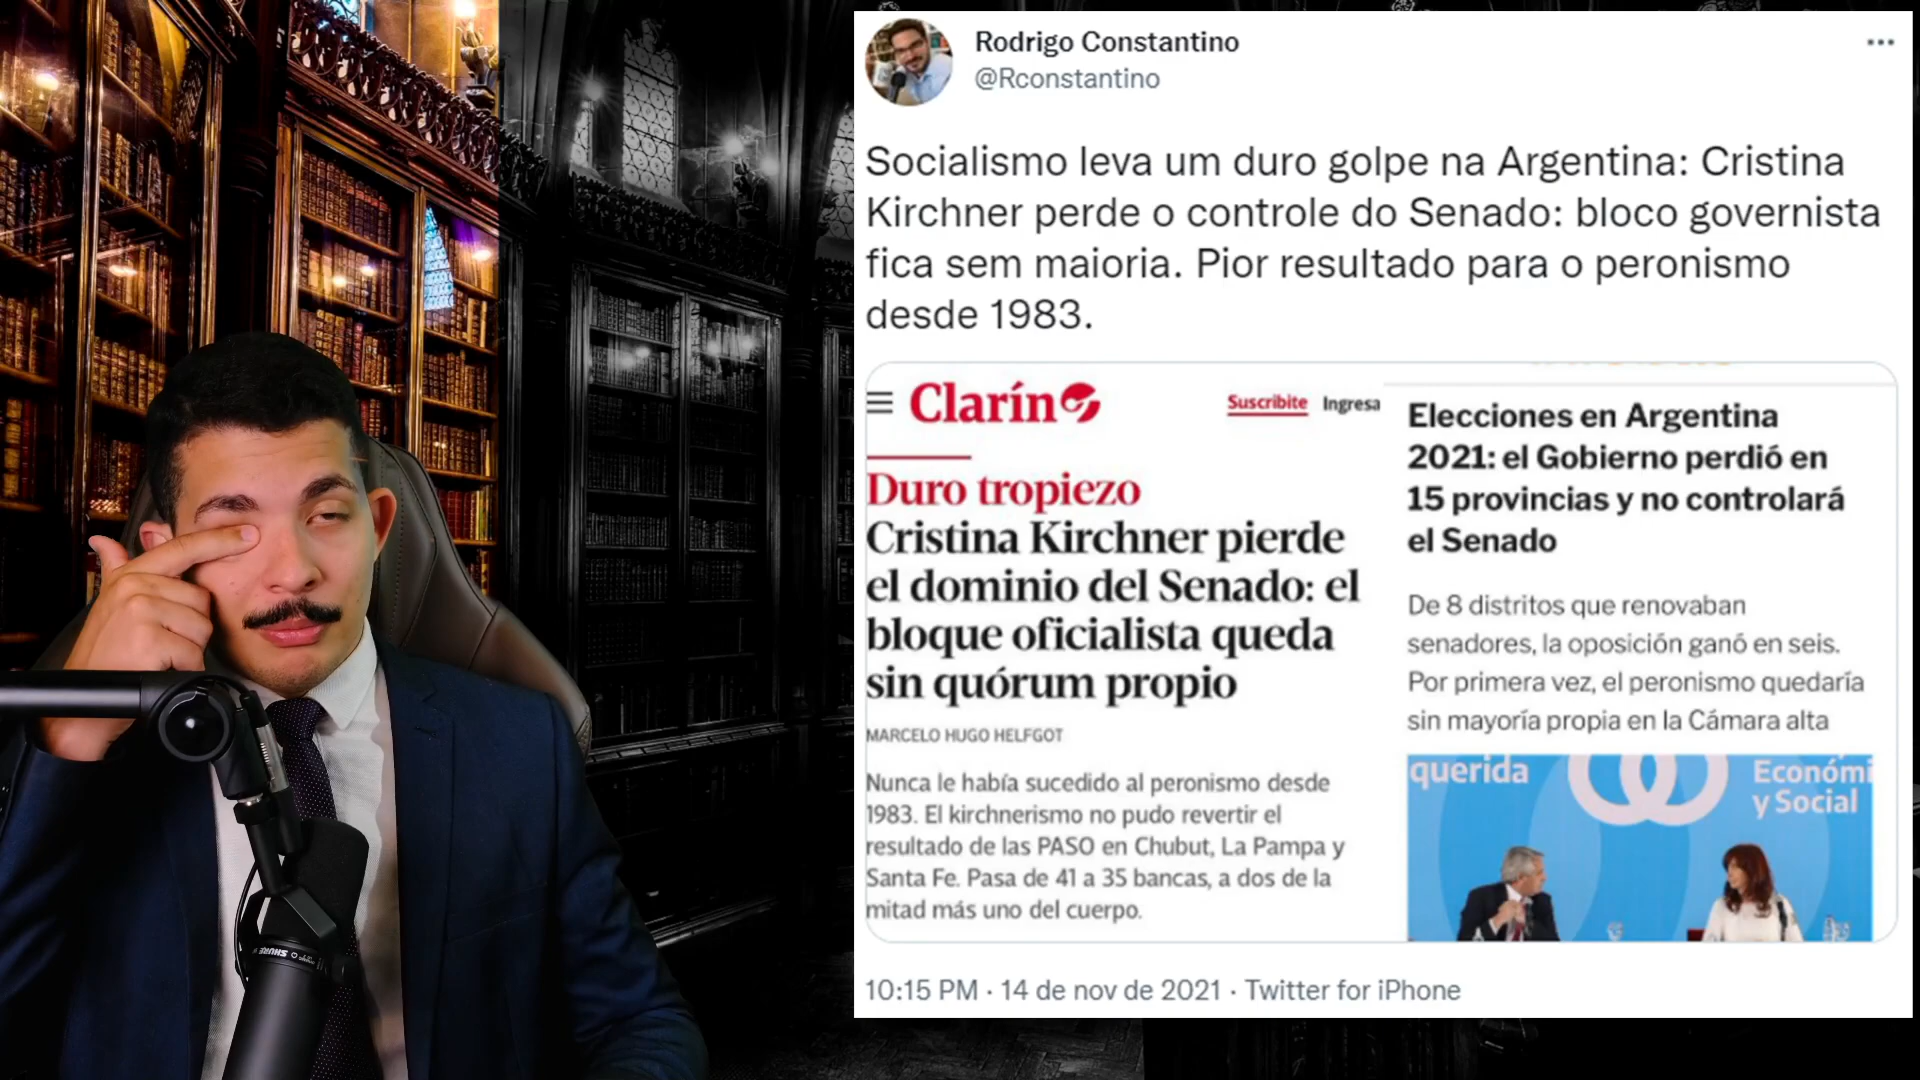 Rodrigo Constantino
@Rconstantino
Socialismo leva um duro golpe na Argentina: Cristina
Kirchner perde o controle do Senado: bloco governista
fica sem maioria. Pior resultado para o peronismo
desde 1983.
Clarín
Suscribite Ingresa
Duro tropiezo
Cristina Kirchner pierde
el dominio del Senado: el
bloque oficialista queda
sin quórum propio
MARCELO HUGO HELFGOT
Nunca le había sucedido al peronismo desde
1983. El kirchnerismo no pudo revertir el
resultado de las PASO en Chubut, La Pampa y
Santa Fe. Pasa de 41 a 35 bancas, a dos de la
mitad más uno del cuerpo.
Elecciones en Argentina
2021: el Gobierno perdió en
15 provincias y no controlará
el Senado
De 8 distritos que renovaban
senadores, la oposición ganó en seis.
Por primera vez, el peronismo quedaría
sin mayoría propia en la Cámara alta
querida
Económi
y Social
10:15 PM · 14 de nov de 2021 · Twitter for iPhone
SHURE